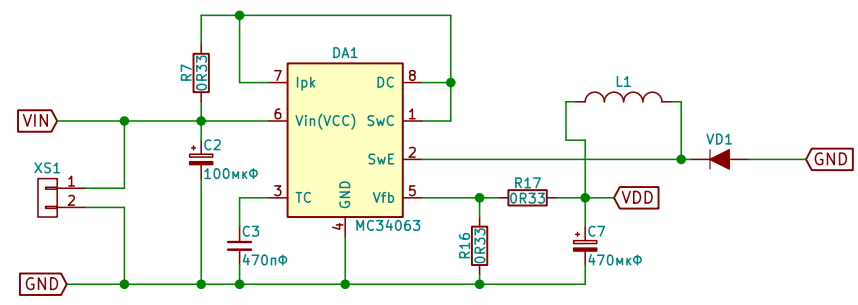 DA1
R7
0R33
7 Ipk
DC 8
L1
VIN
6 Vin(VCC)
SwC 1
C2
+
100мкФ
SwE 2
VD1
GND
XS1
1
2
3 TC
GND
4
Vfb 5
MC34063
R17
0R33
VDD
C3
470пФ
R16
0R33
C7
+
470мкФ
GND